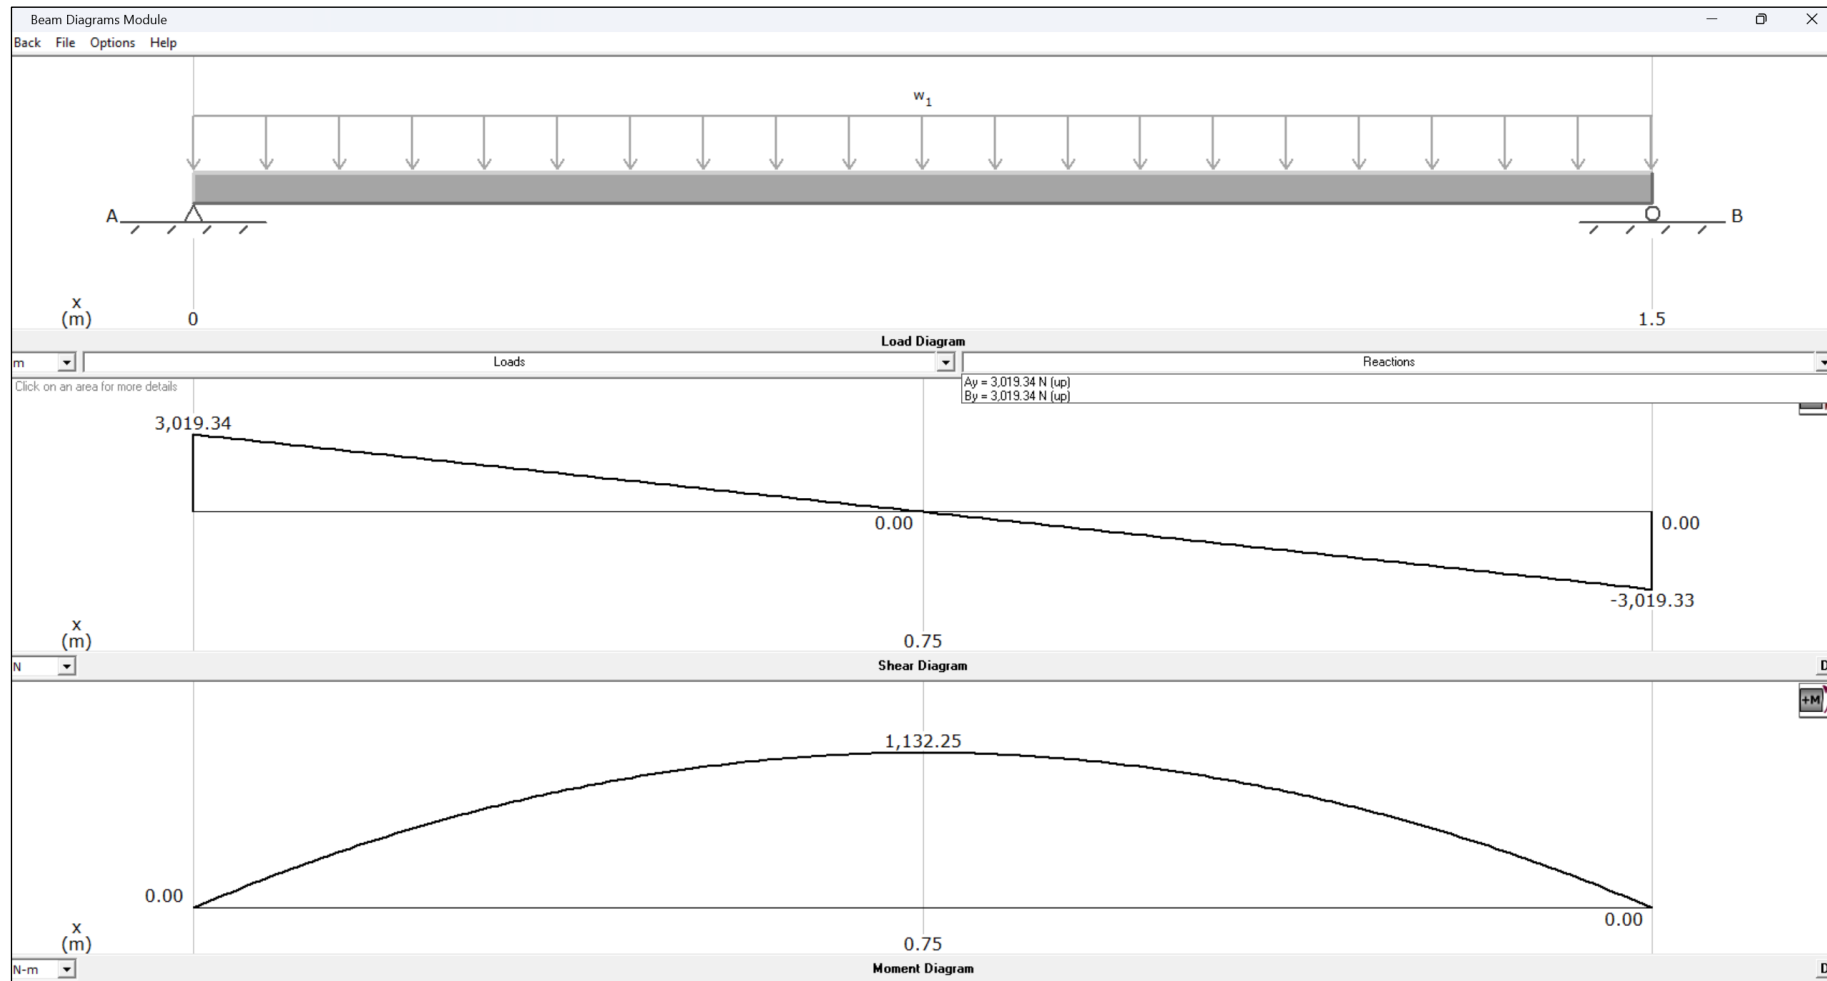 Beam Diagrams Module
Back File Options Help
w1
A
B
x
(m)
0
1.5
Load Diagram
m
Loads
Reactions
Click on an area for more details
Ay = 3,019.34 N (up)
By = 3,019.34 N (up)
3,019.34
0.00
0.00
-3,019.33
x
(m)
0.75
N
Shear Diagram
D
+M
1,132.25
0.00
0.00
x
(m)
0.75
N-m
Moment Diagram
D